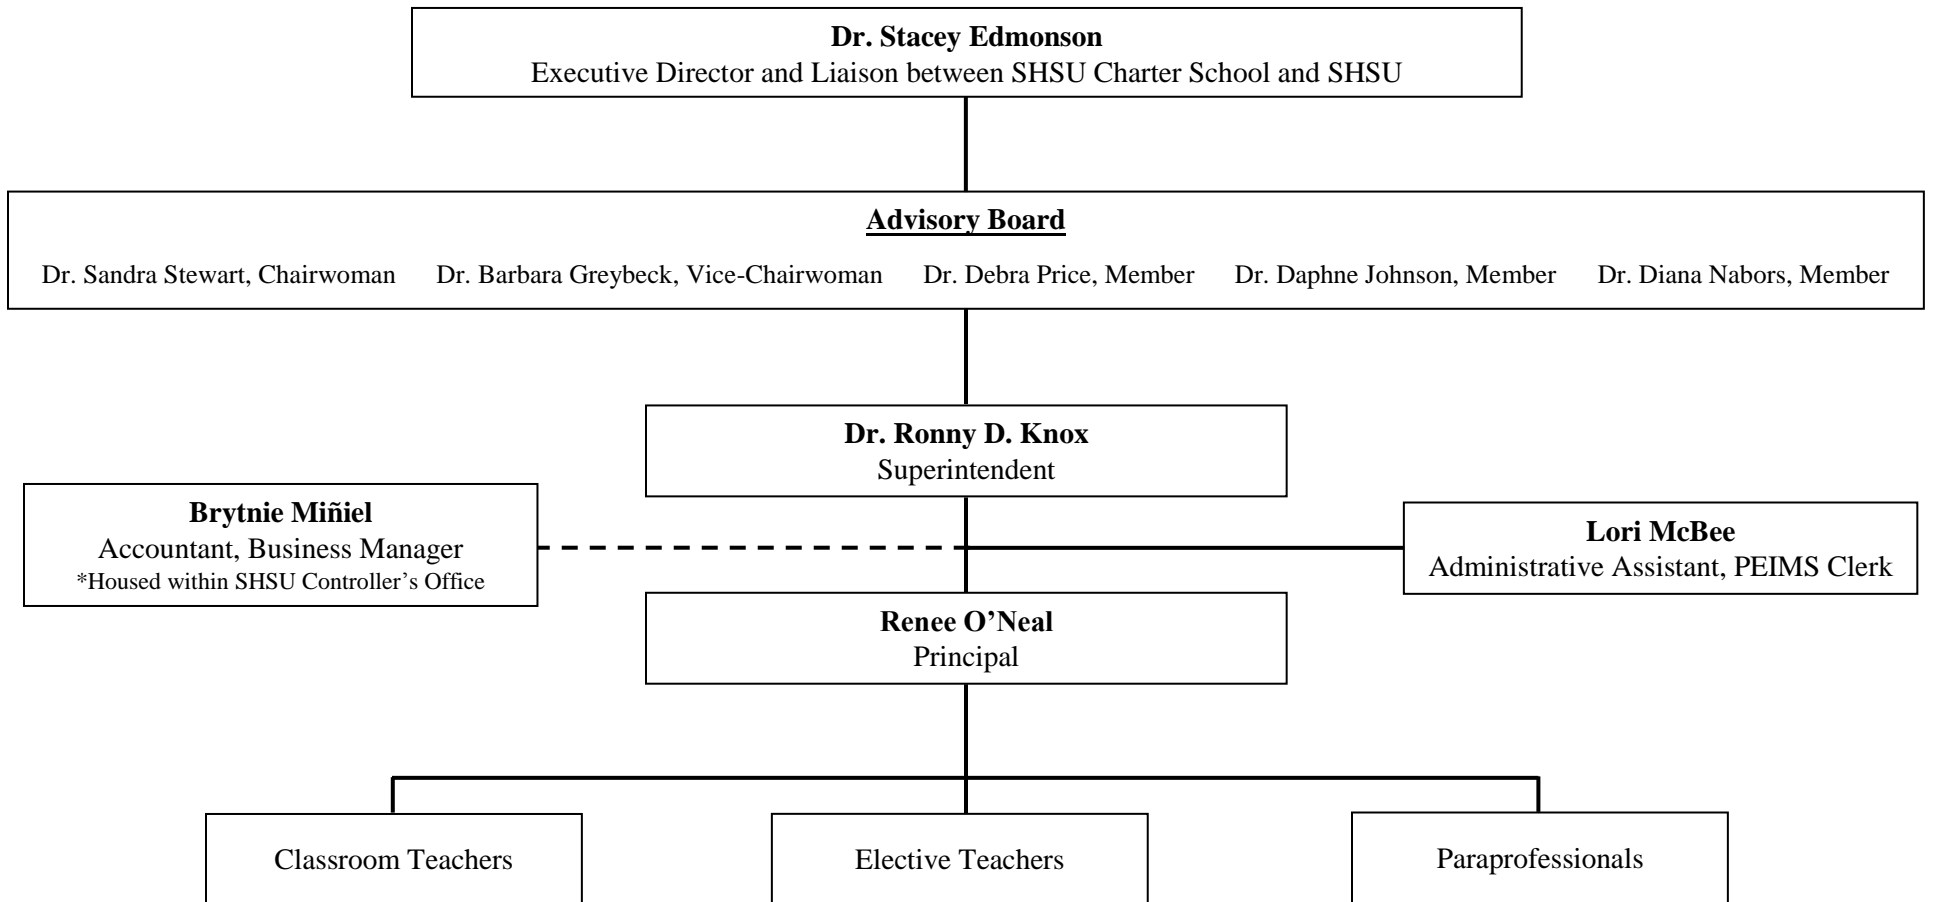 Dr. Stacey Edmonson
Executive Director and Liaison between SHSU Charter School and SHSU
Advisory Board
Dr. Sandra Stewart, Chairwoman Dr. Barbara Greybeck, Vice-Chairwoman Dr. Debra Price, Member Dr. Daphne Johnson, Member Dr. Diana Nabors, Member
Dr. Ronny D. Knox
Superintendent
Brytnie Miñiel
Accountant, Business Manager
*Housed within SHSU Controller’s Office
Lori McBee
Administrative Assistant, PEIMS Clerk
Renee O’Neal
Principal
Classroom Teachers
Elective Teachers
Paraprofessionals